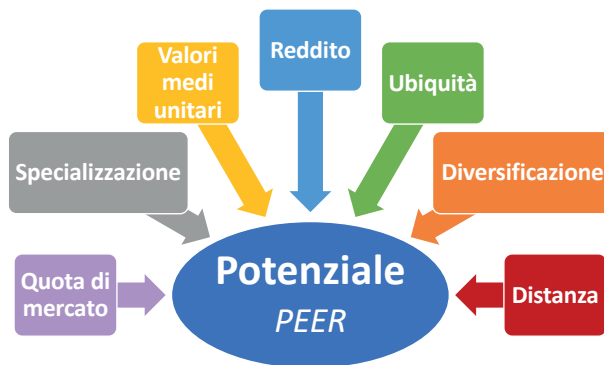 Reddito
Valori
medi
unitari
Ubiquità
Specializzazione
Diversificazione
Potenziale
PEER
Quota di
mercato
Distanza